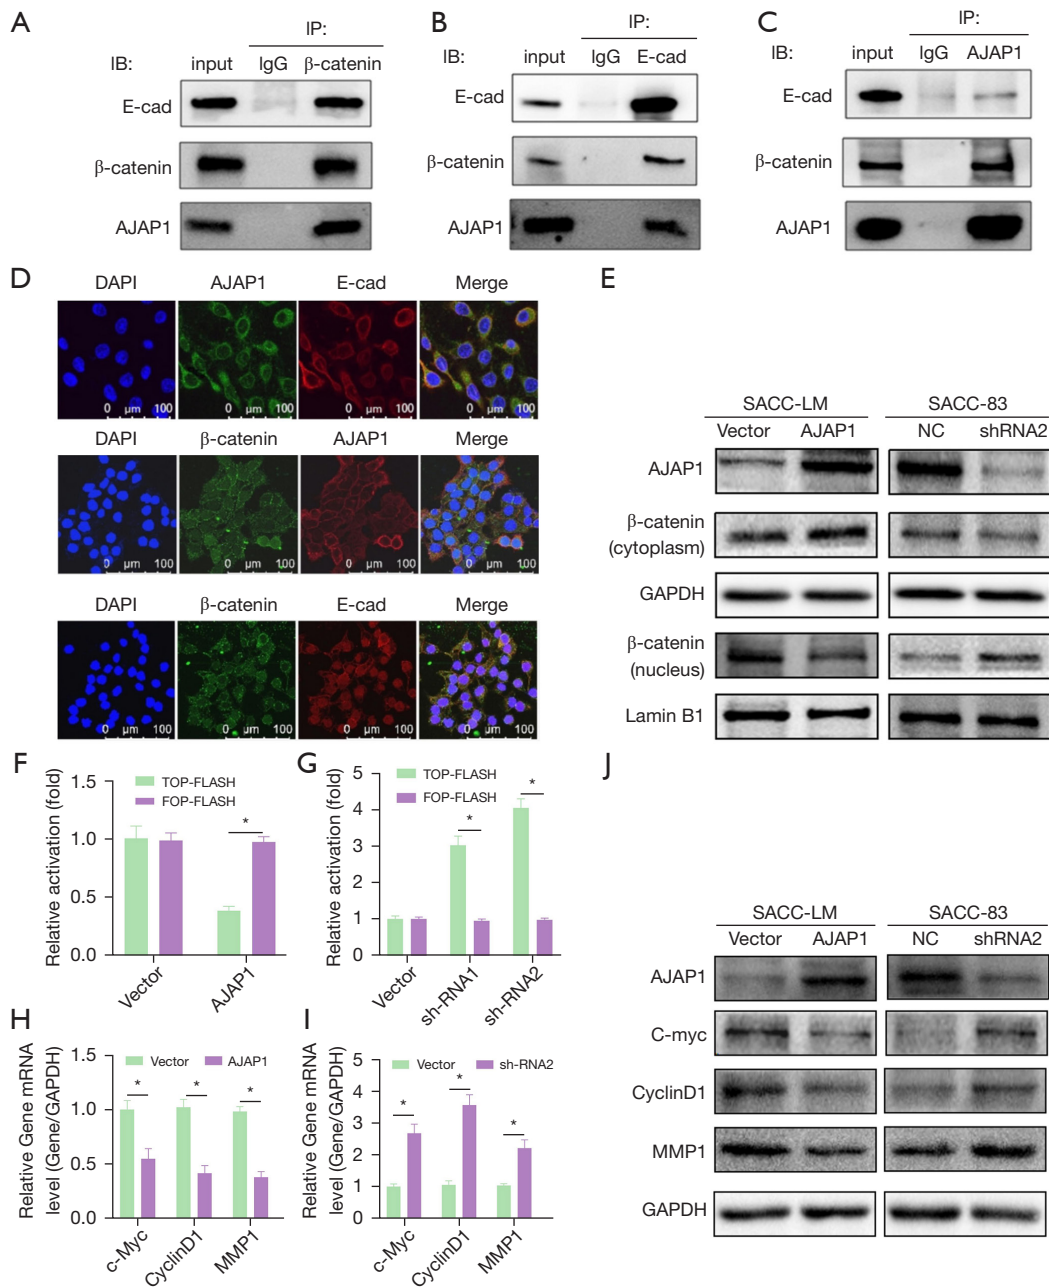 A
IP:
IB:
input IgG β-catenin
E-cad
β-catenin
AJAP1
B
IP:
IB:
input IgG E-cad
E-cad
β-catenin
AJAP1
C
IP:
IB:
input IgG AJAP1
E-cad
β-catenin
AJAP1
D
DAPI AJAP1 E-cad Merge
0 µm 100 0 µm 100 0 µm 100 0 µm 100
DAPI β-catenin AJAP1 Merge
0 µm 100 0 µm 100 0 µm 100 0 µm 100
DAPI β-catenin E-cad Merge
0 µm 100 0 µm 100 0 µm 100 0 µm 100
E
SACC-LM SACC-83
Vector AJAP1 NC shRNA2
AJAP1
β-catenin
(cytoplasm)
GAPDH
β-catenin
(nucleus)
Lamin B1
F
Relative activation (fold)
1.5
1.0
0.5
0.0
TOP-FLASH
FOP-FLASH
*
Vector AJAP1
G
Relative activation (fold)
5
4
3
2
1
0
TOP-FLASH
FOP-FLASH
* *
Vector sh-RNA1 sh-RNA2
H
Relative Gene mRNA
level (Gene/GAPDH)
1.5
1.0
0.5
0.0
Vector AJAP1
* * *
c-Myc CyclinD1 MMP1
I
Relative Gene mRNA
level (Gene/GAPDH)
5
4
3
2
1
0
Vector sh-RNA2
* * *
c-Myc CyclinD1 MMP1
J
SACC-LM SACC-83
Vector AJAP1 NC shRNA2
AJAP1
C-myc
CyclinD1
MMP1
GAPDH